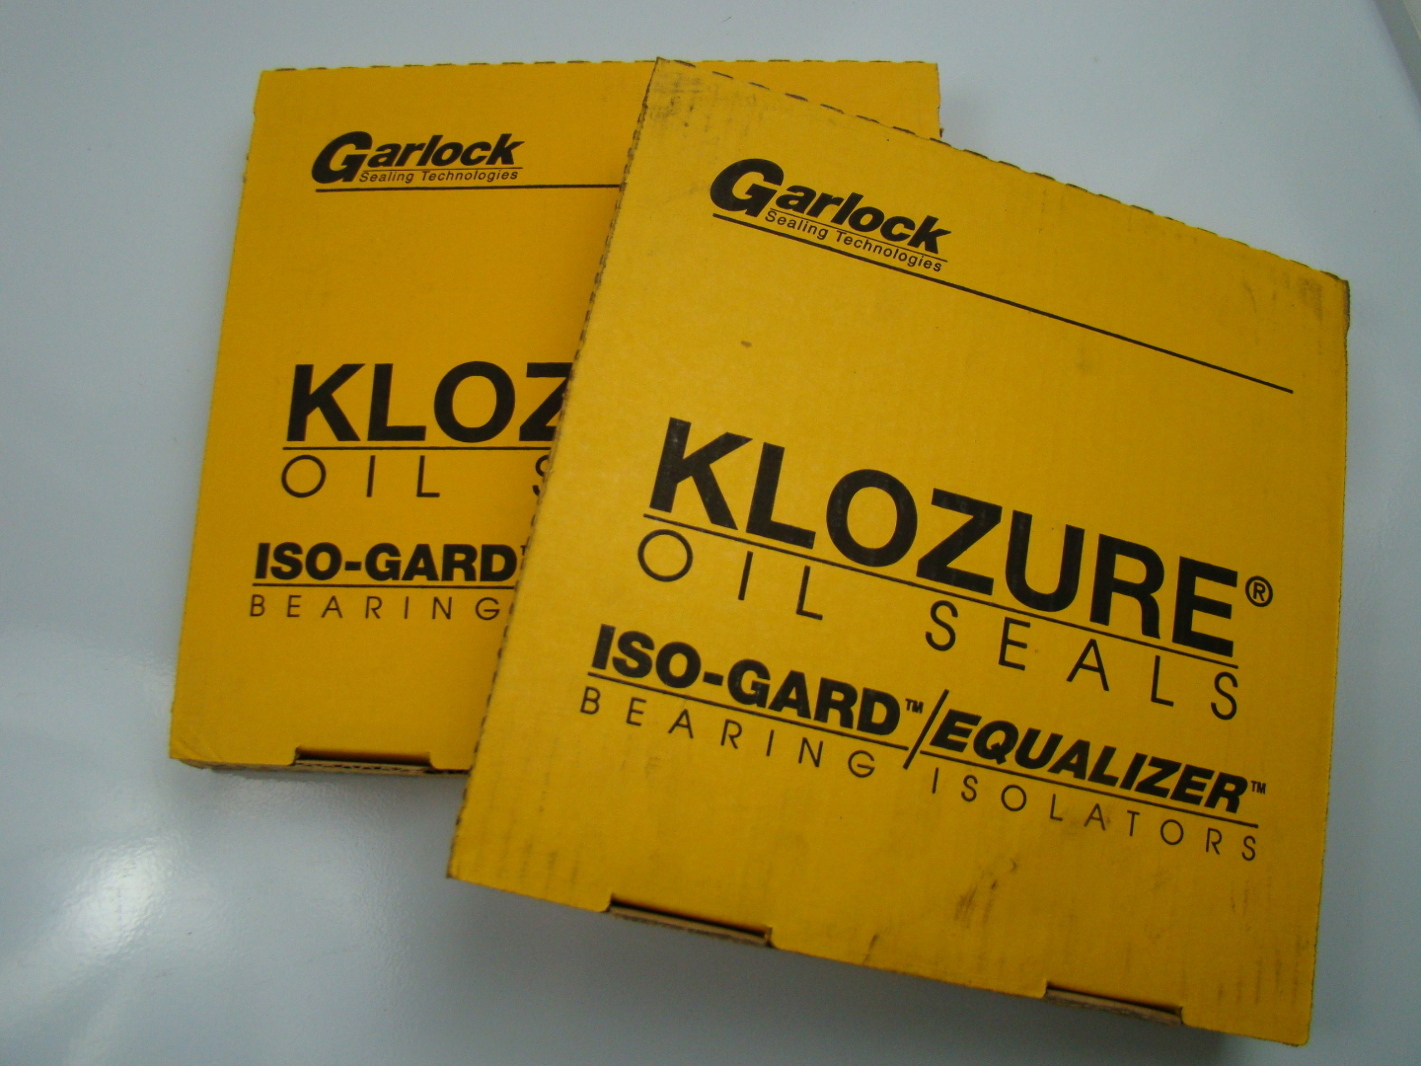 Garlock
Sealing Technologies
KLOZ
OIL S
ISO-GARD
BEARING
Garlock
Sealing Technologies
KLOZURE®
OIL SEALS
ISO-GARD™/EQUALIZER™
BEARING ISOLATORS